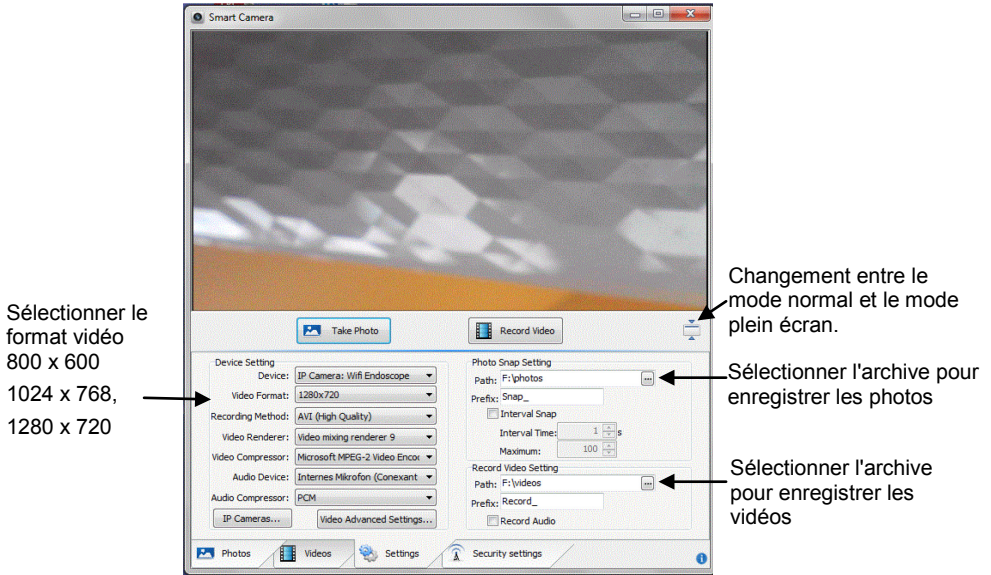 Smart Camera
Sélectionner le
format vidéo
800 x 600
1024 x 768,
1280 x 720
Changement entre le
mode normal et le mode
plein écran.
Sélectionner l'archive pour
enregistrer les photos
Sélectionner l'archive
pour enregistrer les
vidéos
Take Photo
Record Video
Device Setting
Device: IP Camera: Wifi Endoscope
Video Format: 1280x720
Recording Method: AVI (High Quality)
Video Renderer: Video mixing renderer 9
Video Compressor: Microsoft MPEG-2 Video Encoc
Audio Device: Internes Mikrofon (Conexant
Audio Compressor: PCM
IP Cameras...
Video Advanced Settings...
Photo Snap Setting
Path: F:\photos ...
Prefix: Snap_
Interval Snap
Interval Time: 1 s
Maximum: 100
Record Video Setting
Path: F:\videos ...
Prefix: Record_
Record Audio
Photos
Videos
Settings
Security settings